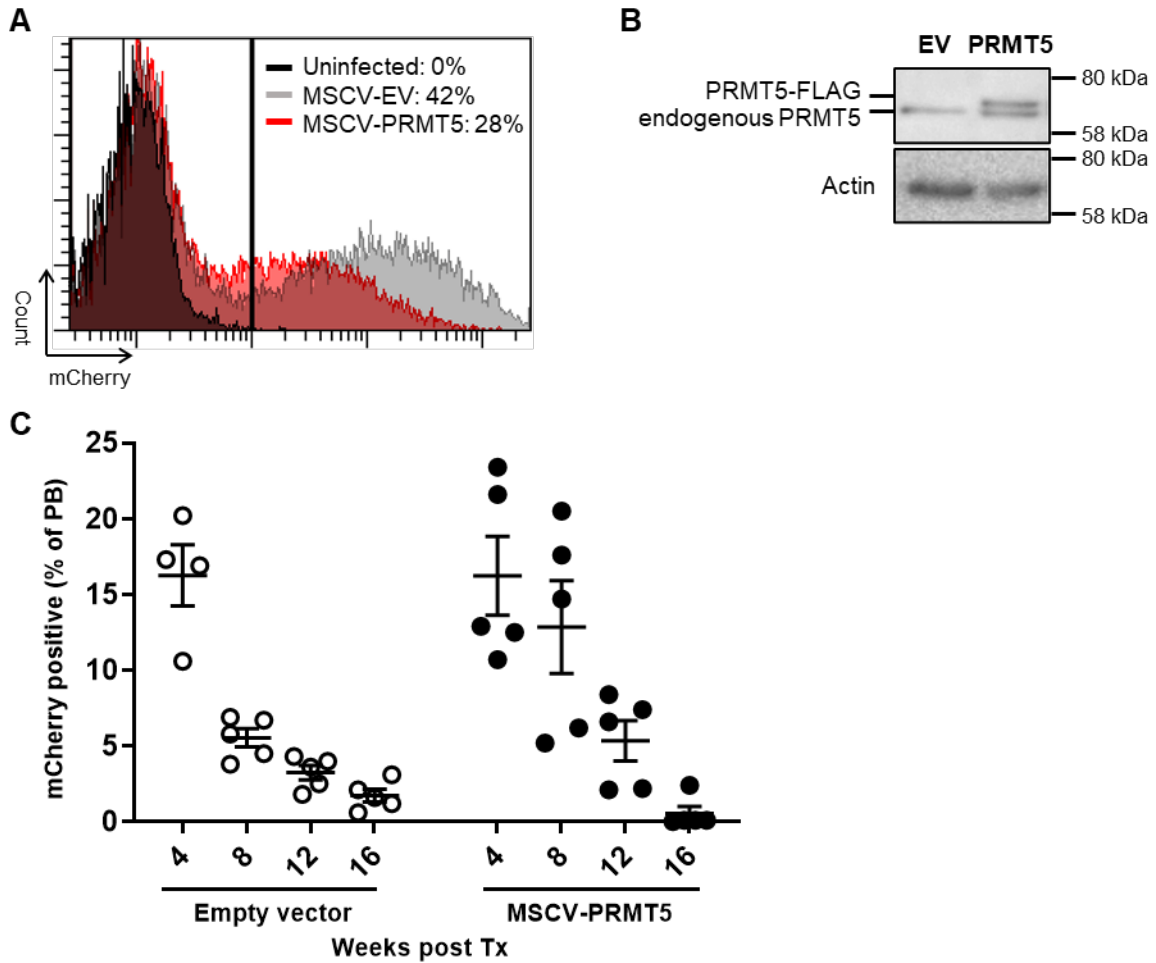 A
Uninfected: 0%
MSCV-EV: 42%
MSCV-PRMT5: 28%
Count
mCherry
B
EV PRMT5
PRMT5-FLAG
endogenous PRMT5
80 kDa
58 kDa
Actin
80 kDa
58 kDa
C
mCherry positive (% of PB)
25
20
15
10
5
0
4 8 12 16 4 8 12 16
Empty vector MSCV-PRMT5
Weeks post Tx